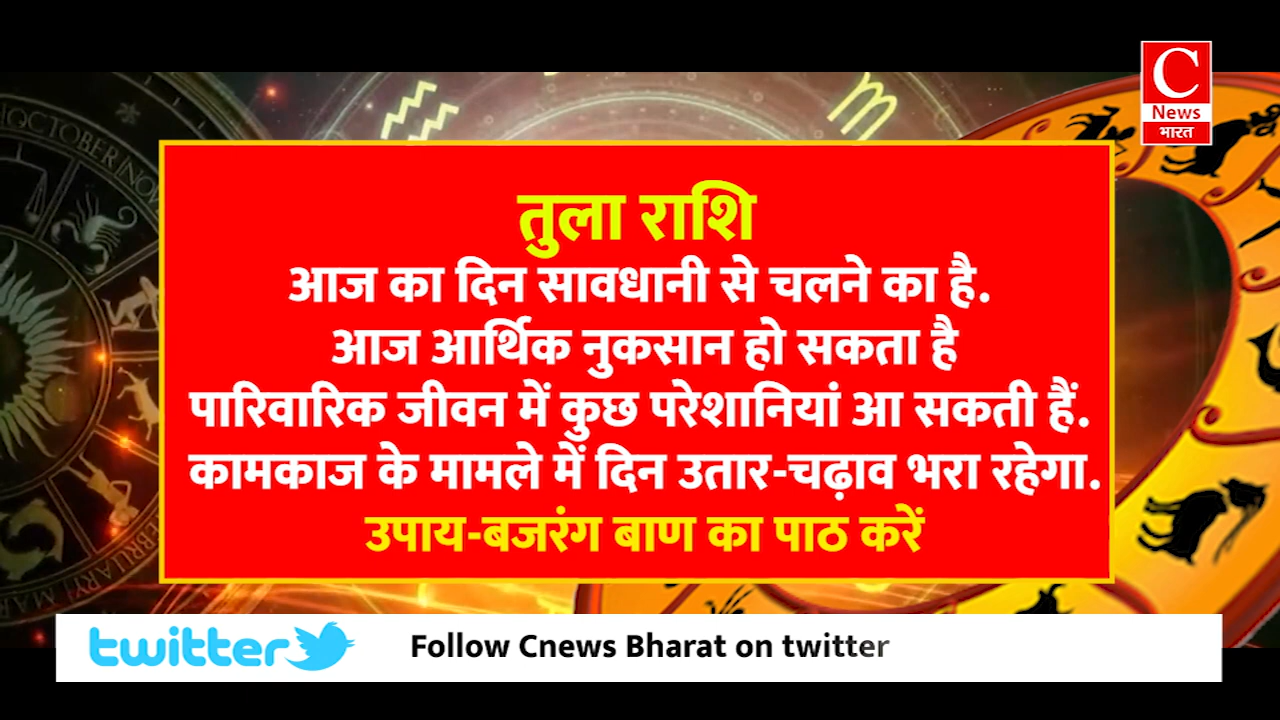 C
News
भारत
OCTOBER
तुला राशि
आज का दिन सावधानी से चलने का है.
आज आर्थिक नुकसान हो सकता है
पारिवारिक जीवन में कुछ परेशानियां आ सकती हैं.
कामकाज के मामले में दिन उतार-चढ़ाव भरा रहेगा.
उपाय-बजरंग बाण का पाठ करें
twitter
Follow Cnews Bharat on twitter